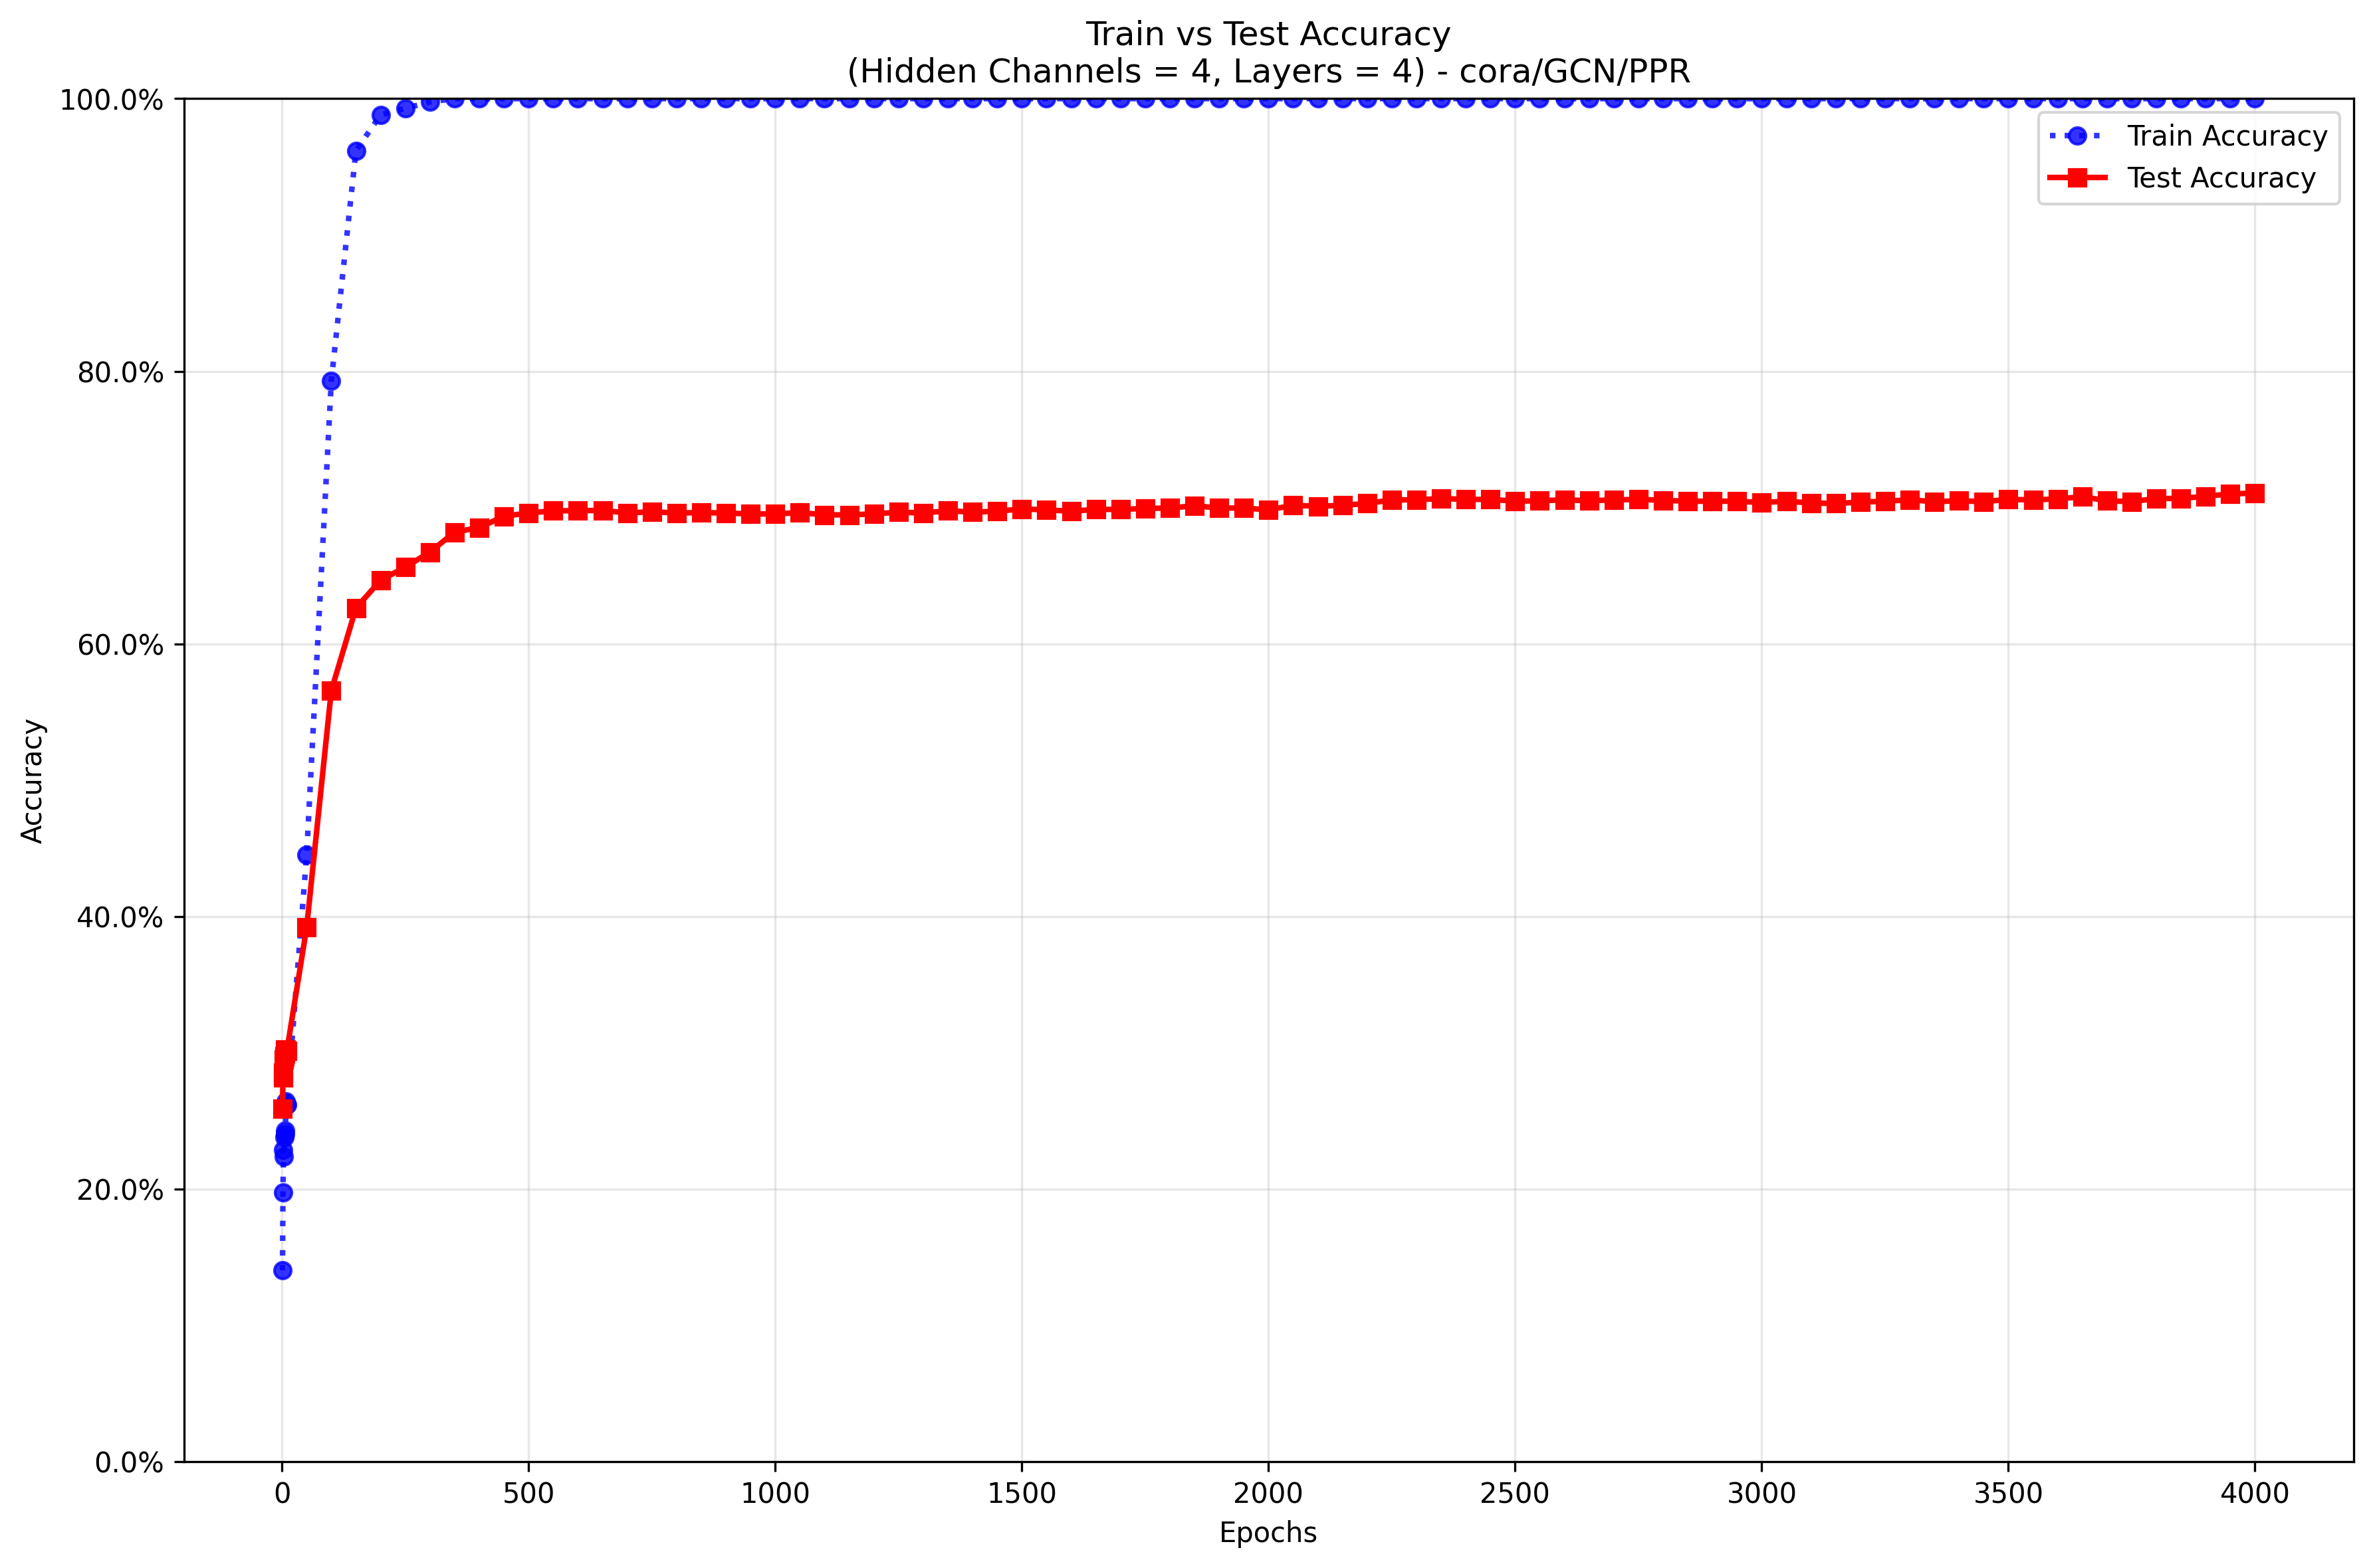 Train vs Test Accuracy
(Hidden Channels = 4, Layers = 4) - cora/GCN/PPR
100.0%
80.0%
60.0%
40.0%
20.0%
0.0%
Accuracy
Train Accuracy
Test Accuracy
0 500 1000 1500 2000 2500 3000 3500 4000
Epochs